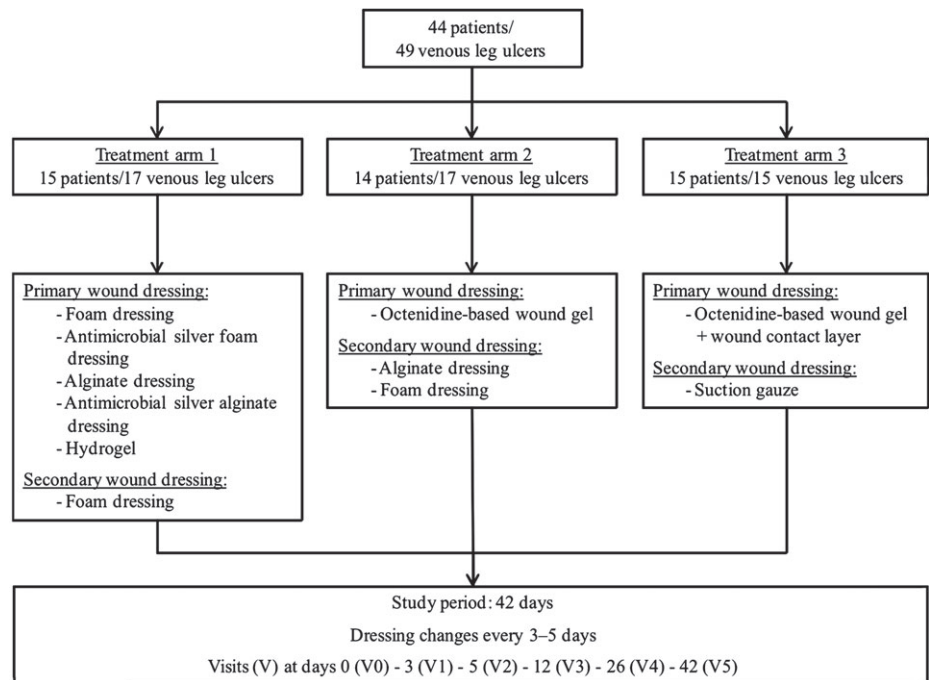 44 patients/
49 venous leg ulcers
Treatment arm 1
15 patients/17 venous leg ulcers
Treatment arm 2
14 patients/17 venous leg ulcers
Treatment arm 3
15 patients/15 venous leg ulcers
Primary wound dressing:
- Foam dressing
- Antimicrobial silver foam
dressing
- Alginate dressing
- Antimicrobial silver alginate
dressing
- Hydrogel
Secondary wound dressing:
- Foam dressing
Primary wound dressing:
- Octenidine-based wound gel
Secondary wound dressing:
- Alginate dressing
- Foam dressing
Primary wound dressing:
- Octenidine-based wound gel
+ wound contact layer
Secondary wound dressing:
- Suction gauze
Study period: 42 days
Dressing changes every 3–5 days
Visits (V) at days 0 (V0) - 3 (V1) - 5 (V2) - 12 (V3) - 26 (V4) - 42 (V5)